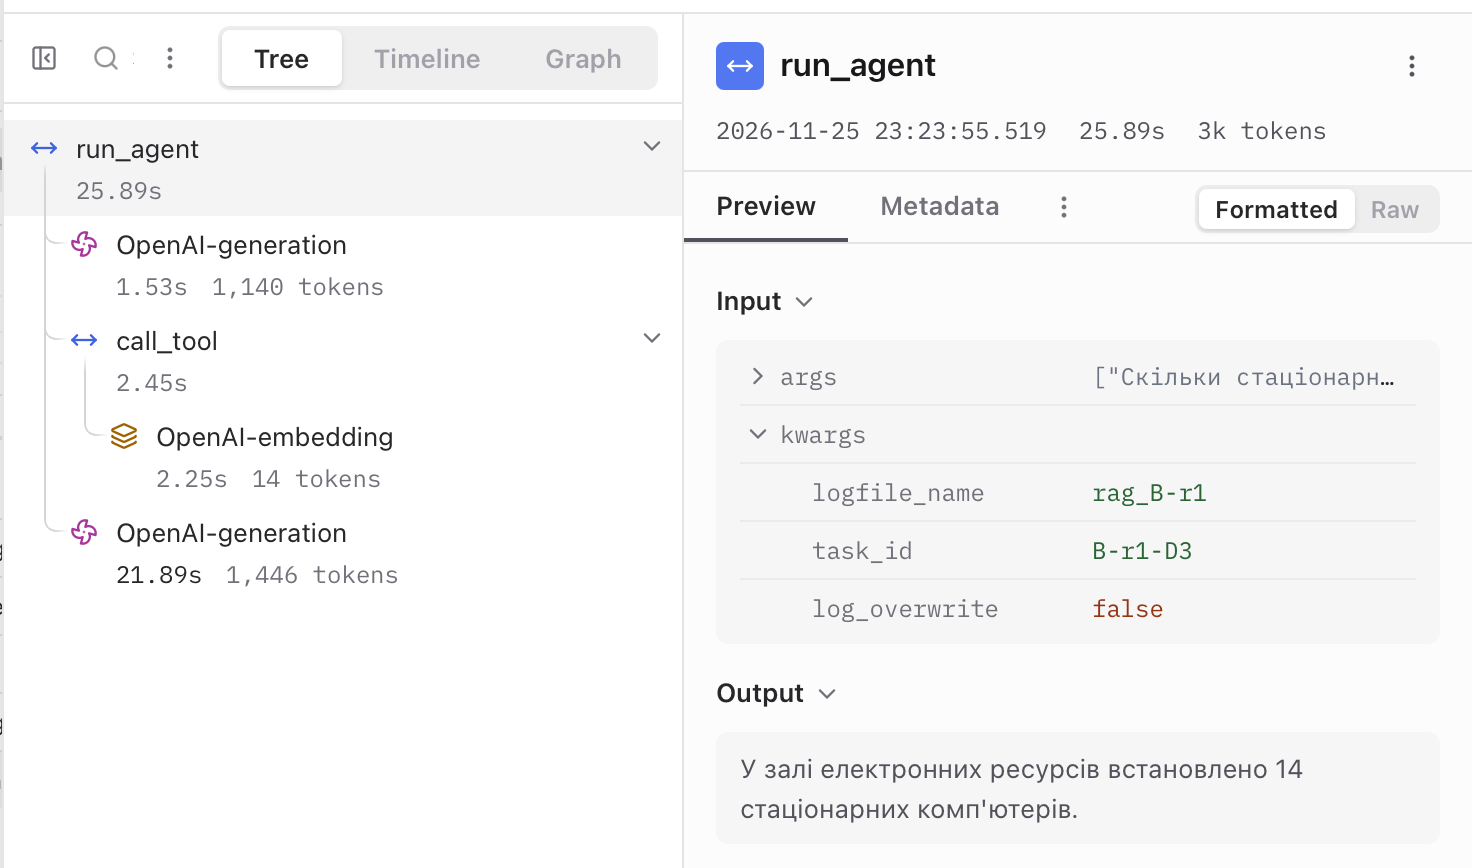 Tree
Timeline
Graph
run_agent
25.89s
OpenAI-generation
1.53s 1,140 tokens
call_tool
2.45s
OpenAI-embedding
2.25s 14 tokens
OpenAI-generation
21.89s 1,446 tokens
run_agent
2026-11-25 23:23:55.519 25.89s 3k tokens
Preview
Metadata
Formatted
Raw
Input
args ["Скільки стаціонарн…
kwargs
logfile_name rag_B-r1
task_id B-r1-D3
log_overwrite false
Output
У залі електронних ресурсів встановлено 14
стаціонарних комп'ютерів.